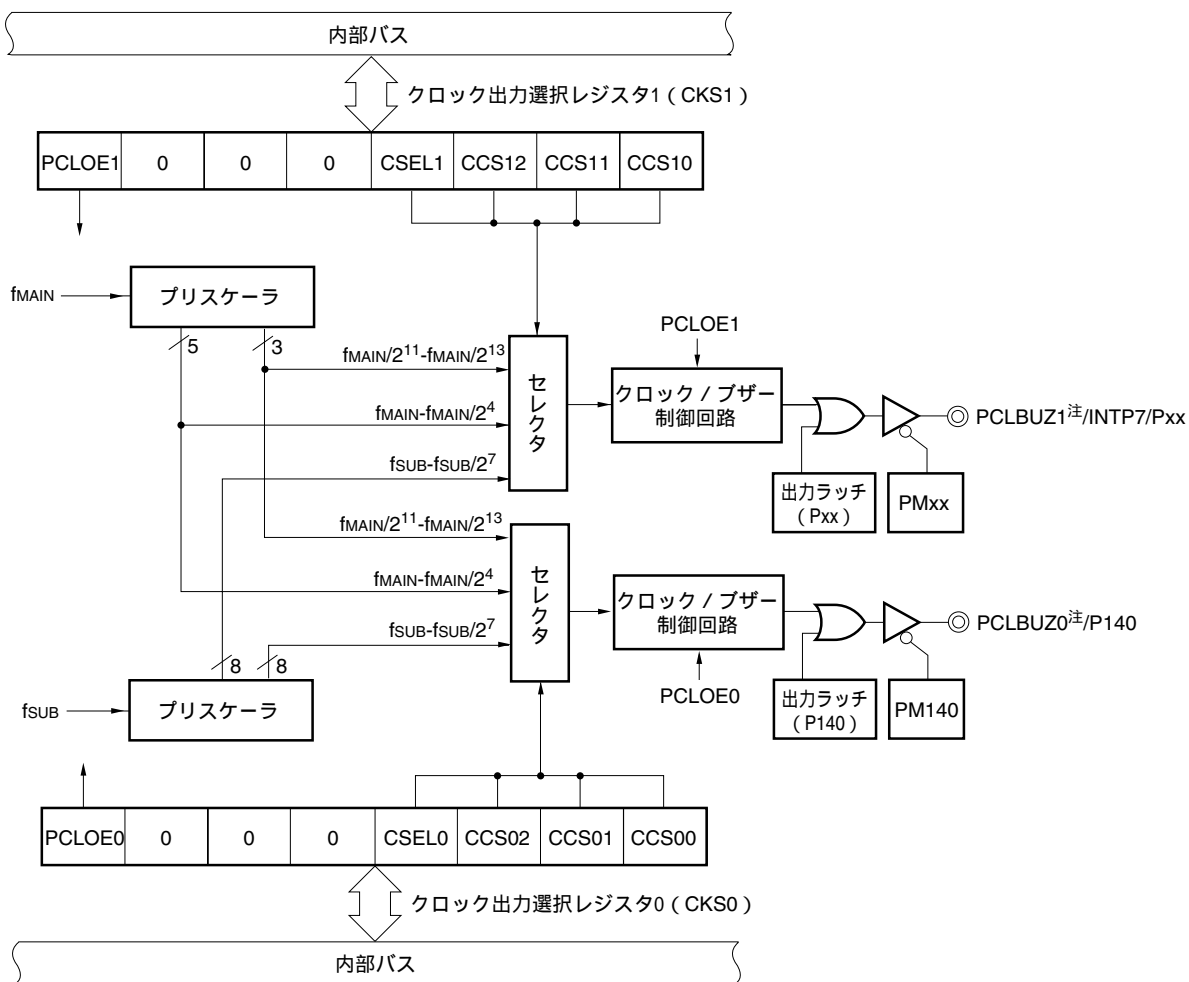 内部バス
クロック出力選択レジスタ1（CKS1）
PCLOE1 0 0 0 CSEL1 CCS12 CCS11 CCS10
fMAIN
プリスケーラ
5
3
PCLOE1
fMAIN/2¹¹-fMAIN/2¹³
fMAIN-fMAIN/2⁴
fSUB-fSUB/2⁷
セレクタ
クロック／ブザー
制御回路
PCLBUZ1注/INTP7/Pxx
出力ラッチ
（Pxx）
PMxx
fMAIN/2¹¹-fMAIN/2¹³
fMAIN-fMAIN/2⁴
fSUB-fSUB/2⁷
セレクタ
クロック／ブザー
制御回路
PCLBUZ0注/P140
8
8
PCLOE0
出力ラッチ
（P140）
PM140
fSUB
プリスケーラ
PCLOE0 0 0 0 CSEL0 CCS02 CCS01 CCS00
クロック出力選択レジスタ0（CKS0）
内部バス